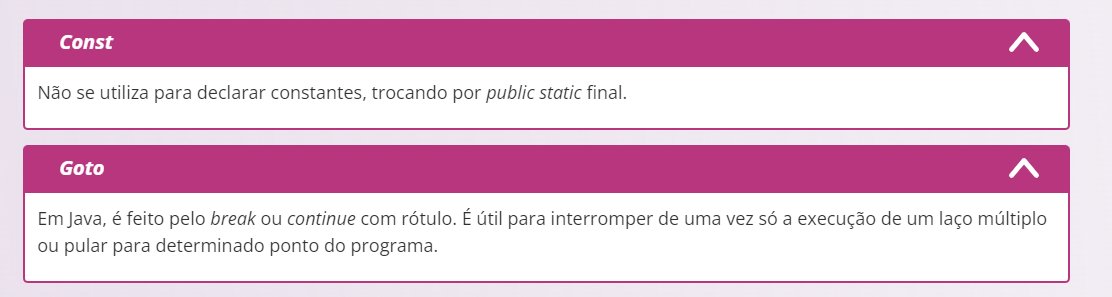 Const
Não se utiliza para declarar constantes, trocando por public static final.
Goto
Em Java, é feito pelo break ou continue com rótulo. É útil para interromper de uma vez só a execução de um laço múltiplo
ou pular para determinado ponto do programa.